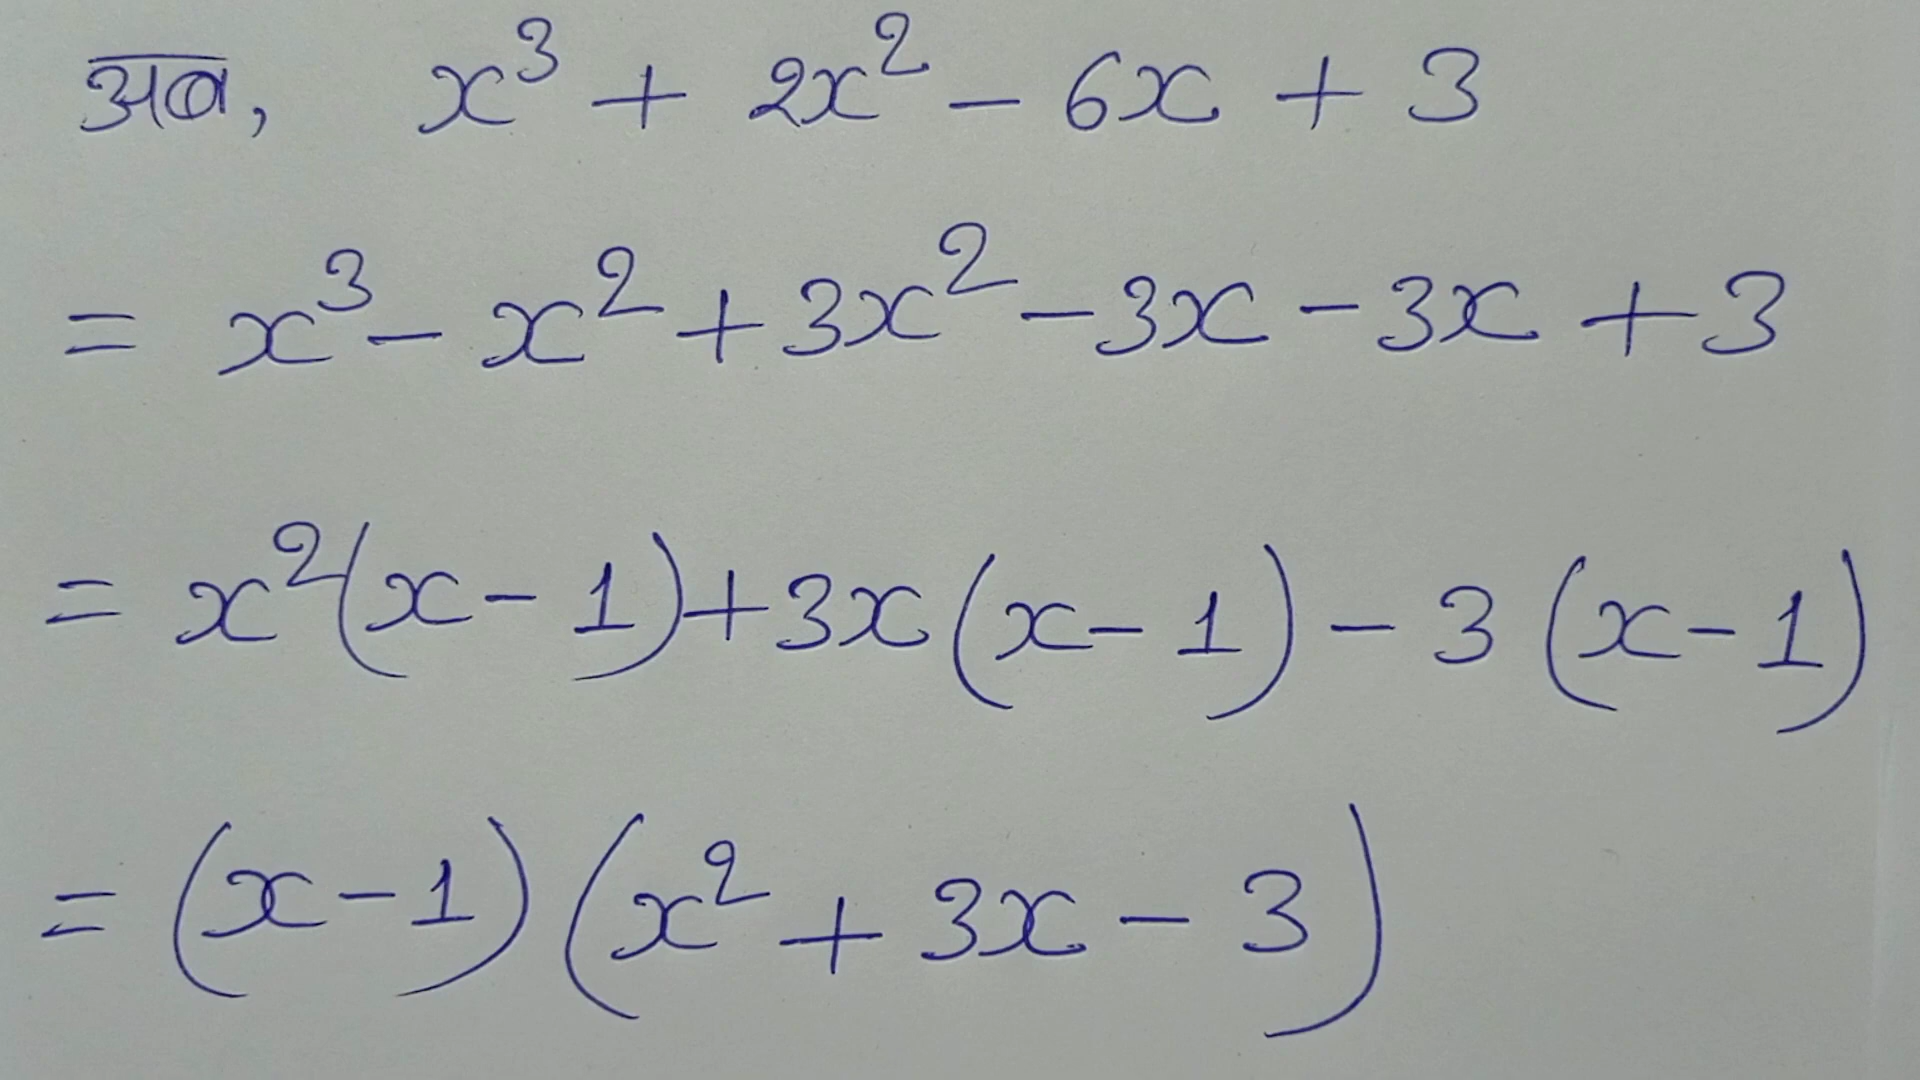 अब, x³ + 2x² - 6x + 3
= x³ - x² + 3x² - 3x - 3x + 3
= x²(x - 1) + 3x(x - 1) - 3(x - 1)
= (x - 1)(x² + 3x - 3)